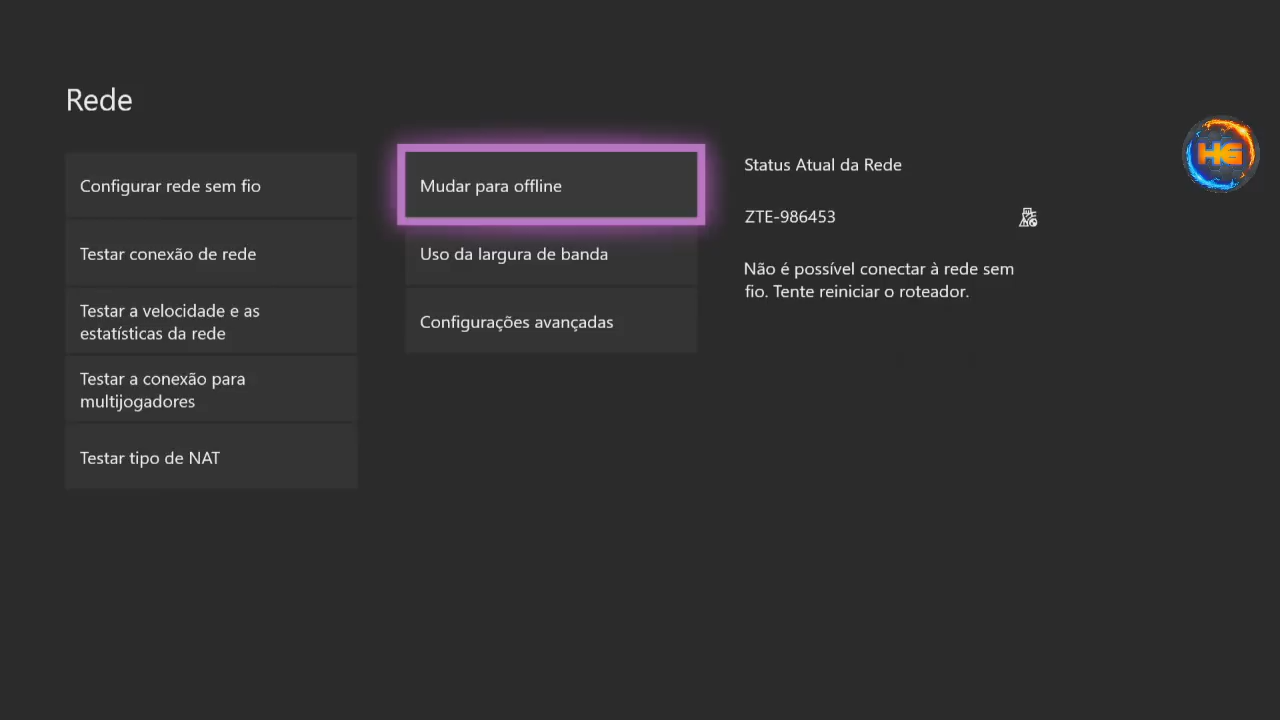 Rede
Configurar rede sem fio
Testar conexão de rede
Testar a velocidade e as
estatísticas da rede
Testar a conexão para
multijogadores
Testar tipo de NAT
Mudar para offline
Uso da largura de banda
Configurações avançadas
Status Atual da Rede
ZTE-986453
Não é possível conectar à rede sem
fio. Tente reiniciar o roteador.
HG